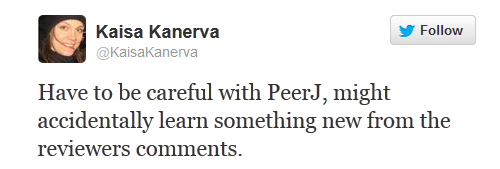 Kaisa Kanerva
Follow
@KaisaKanerva
Have to be careful with PeerJ, might
accidentally learn something new from the
reviewers comments.